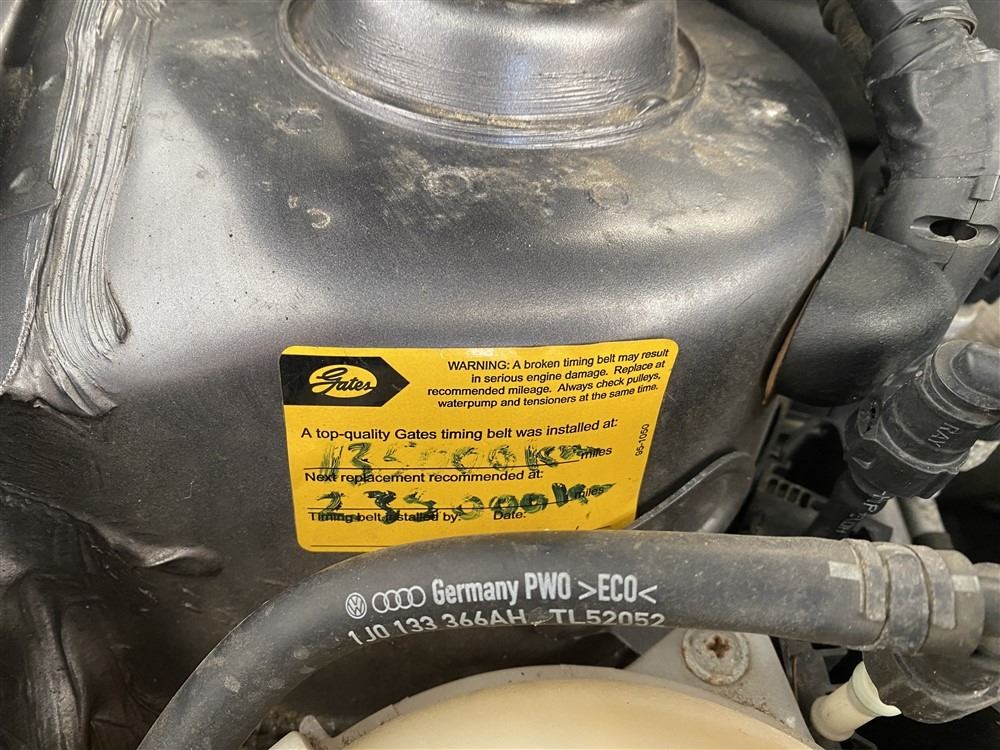 Gates
WARNING: A broken timing belt may result
in serious engine damage. Replace at
recommended mileage. Always check pulleys,
waterpump and tensioners at the same time.
A top-quality Gates timing belt was installed at:
135000Km miles
Next replacement recommended at:
235000Km miles
Timing belt installed by: Date:
95-1050
Germany PWO >ECO<
1J0 133 366AH TL52052
RAY